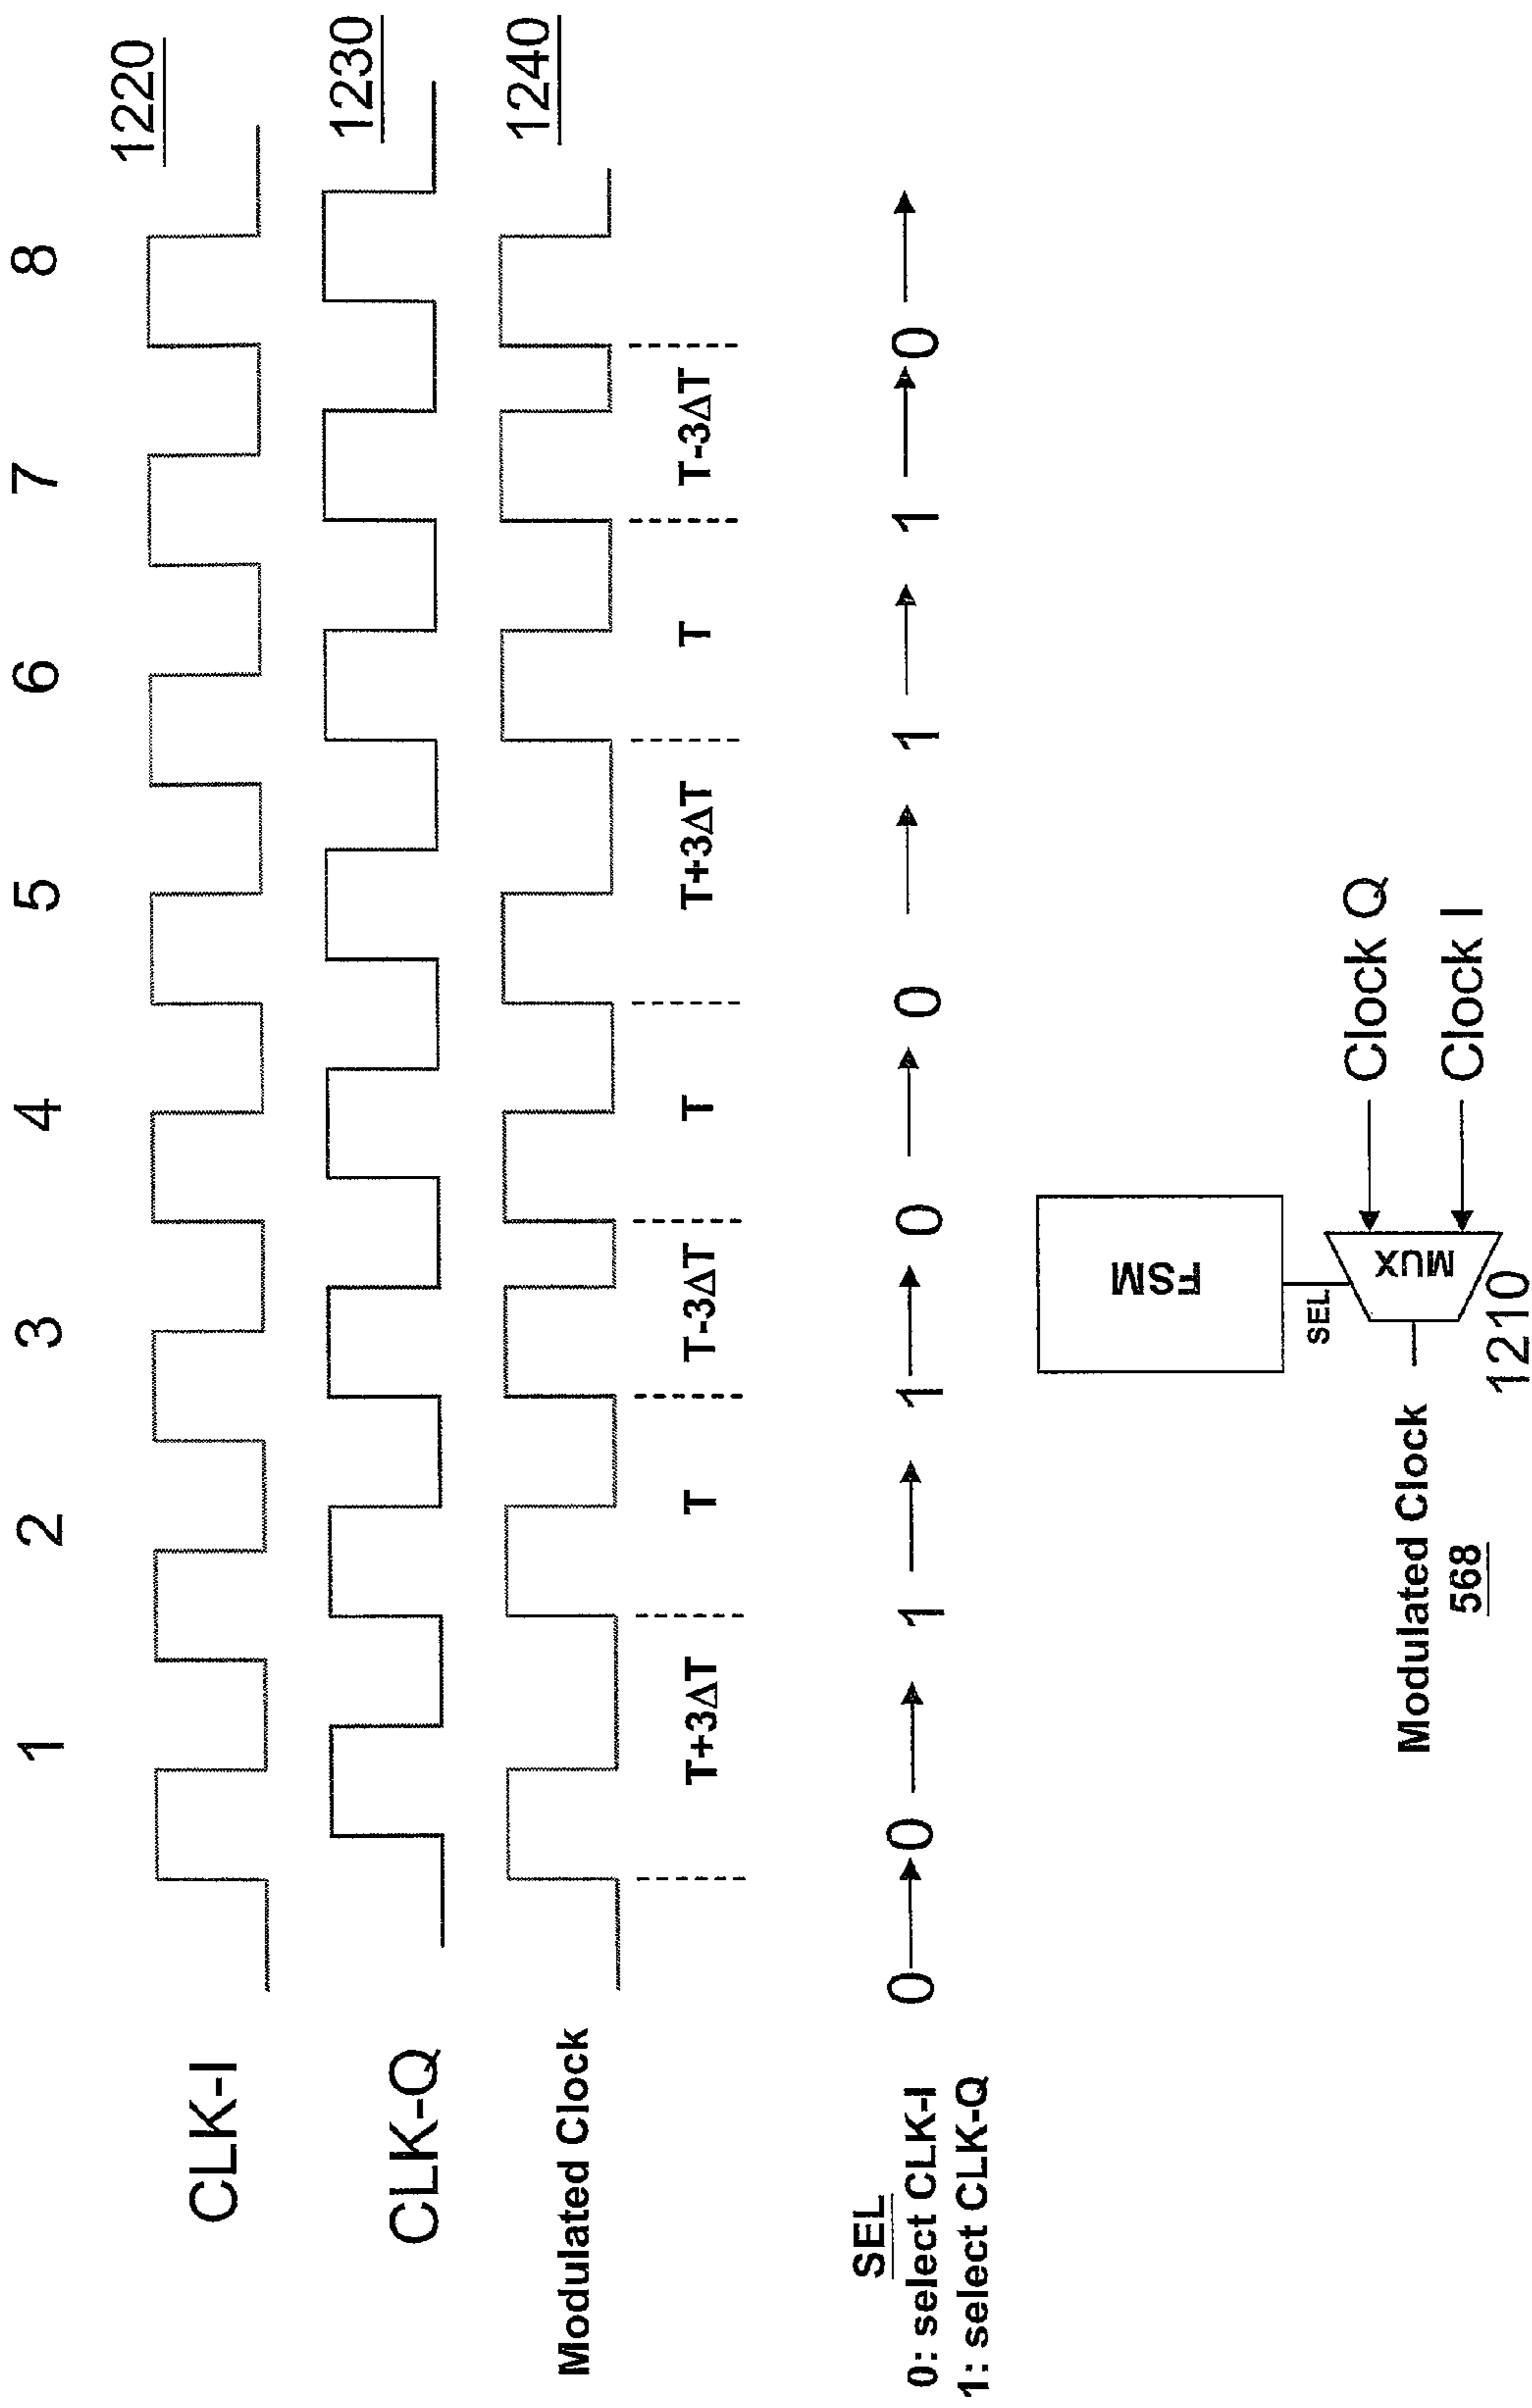 1 2 3 4 5 6 7 8
CLK-I
1220
CLK-Q
1230
Modulated Clock
1240
T+3ΔT T T-3ΔT T T+3ΔT T T-3ΔT
SEL
0: select CLK-I
1: select CLK-Q
0 0 1 1 0 0 1 1 0
FSM
SEL
MUX
1210
Clock Q
Clock I
Modulated Clock
568